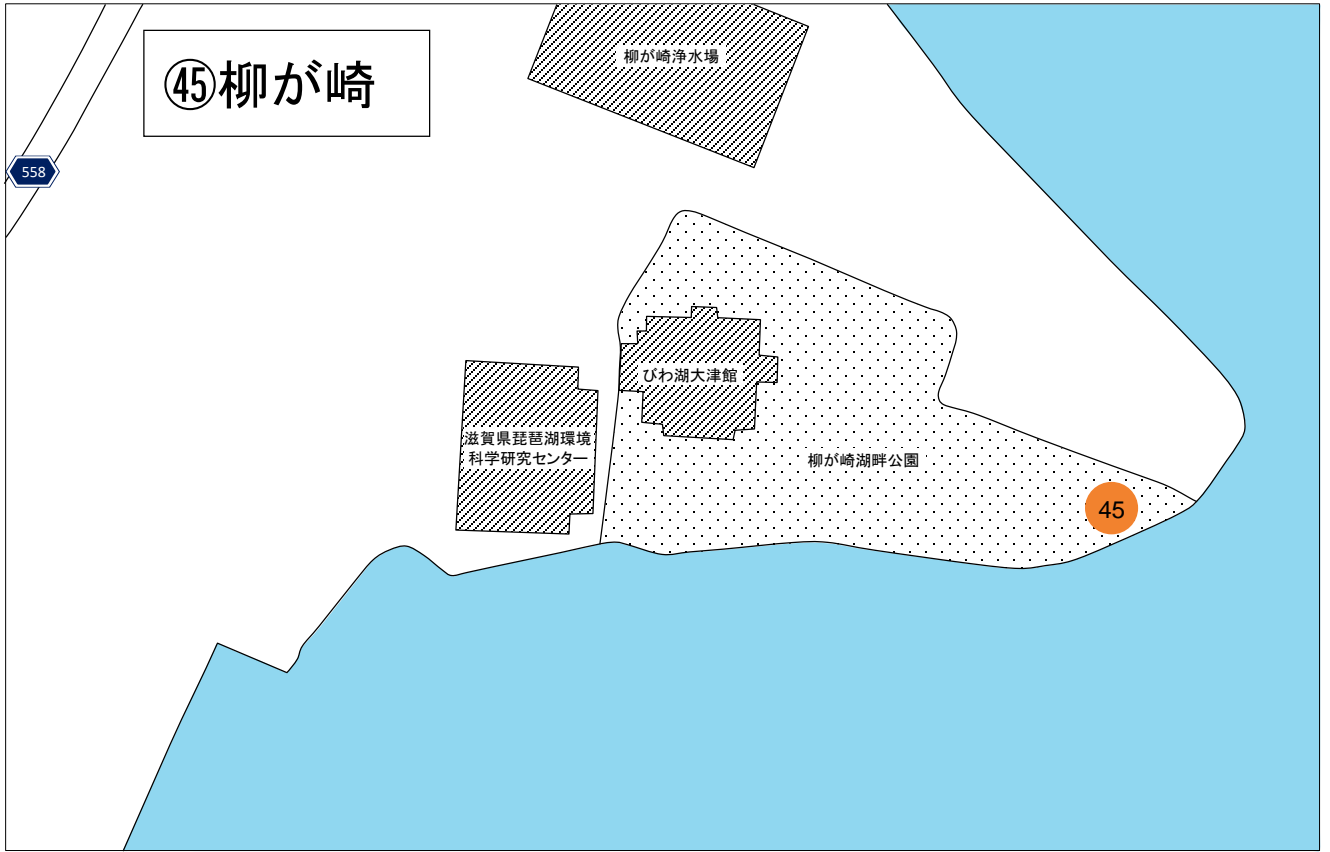 柳が崎浄水場
㊺柳が崎
558
びわ湖大津館
滋賀県琵琶湖環境
科学研究センター
柳が崎湖畔公園
45